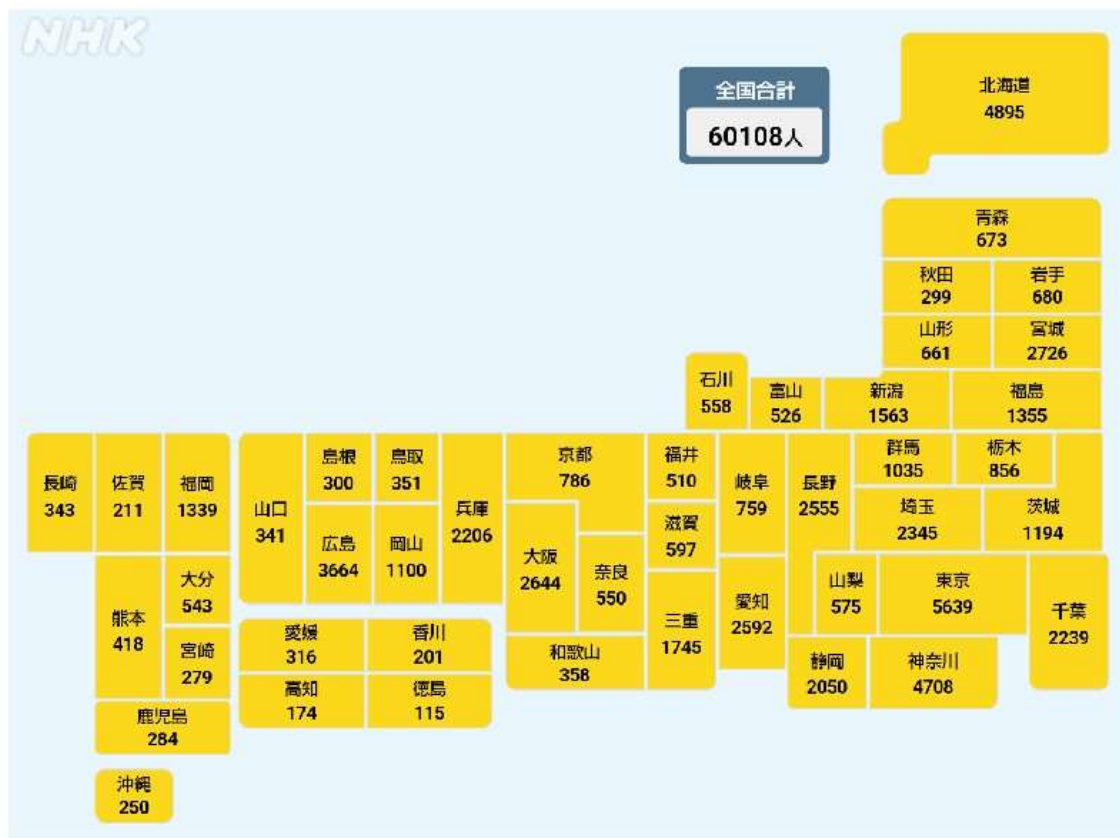 NHK
全国合計
60108人
北海道
4895
青森
673
秋田
299
岩手
680
山形
661
宮城
2726
石川
558
富山
526
新潟
1563
福島
1355
長崎
343
佐賀
211
福岡
1339
山口
341
島根
300
鳥取
351
兵庫
2206
京都
786
福井
510
岐阜
759
長野
2555
群馬
1035
栃木
856
広島
3664
岡山
1100
大阪
2644
奈良
550
滋賀
597
埼玉
2345
茨城
1194
熊本
418
大分
543
宮崎
279
三重
1745
愛知
2592
山梨
575
東京
5639
千葉
2239
愛媛
316
香川
201
和歌山
358
静岡
2050
神奈川
4708
高知
174
徳島
115
鹿児島
284
沖縄
250